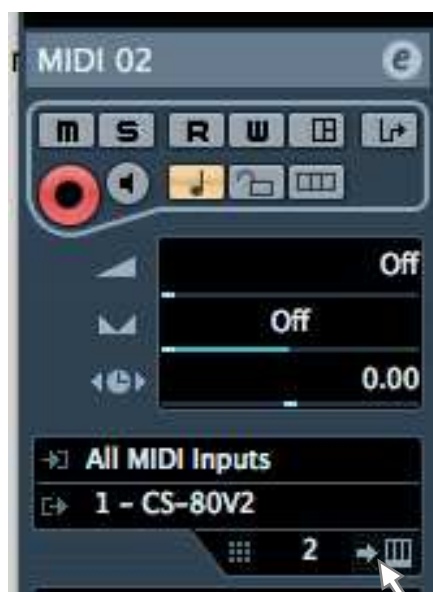 MIDI 02 e
m S R W
Off
Off
0.00
All MIDI Inputs
1 - CS-80V2
2